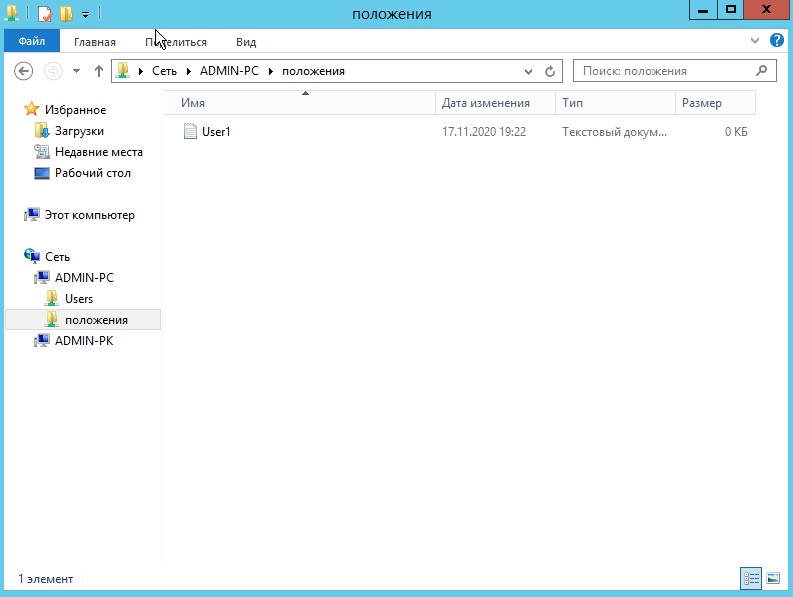 положения
Файл Главная Поделиться Вид
Сеть ADMIN-PC положения Поиск: положения
Имя Дата изменения Тип Размер
User1 17.11.2020 19:22 Текстовый докум... 0 КБ
Избранное
Загрузки
Недавние места
Рабочий стол
Этот компьютер
Сеть
ADMIN-PC
Users
положения
ADMIN-PK
1 элемент